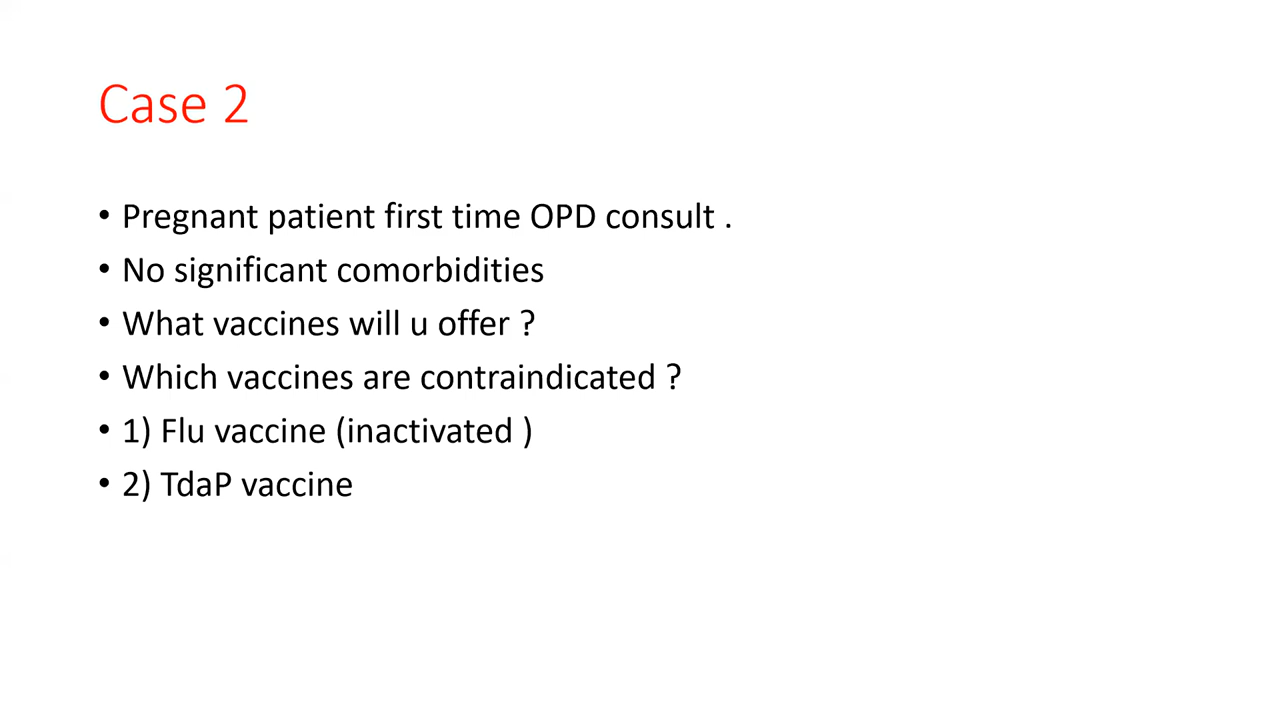 Case 2
• Pregnant patient first time OPD consult .
• No significant comorbidities
• What vaccines will u offer ?
• Which vaccines are contraindicated ?
• 1) Flu vaccine (inactivated )
• 2) TdaP vaccine